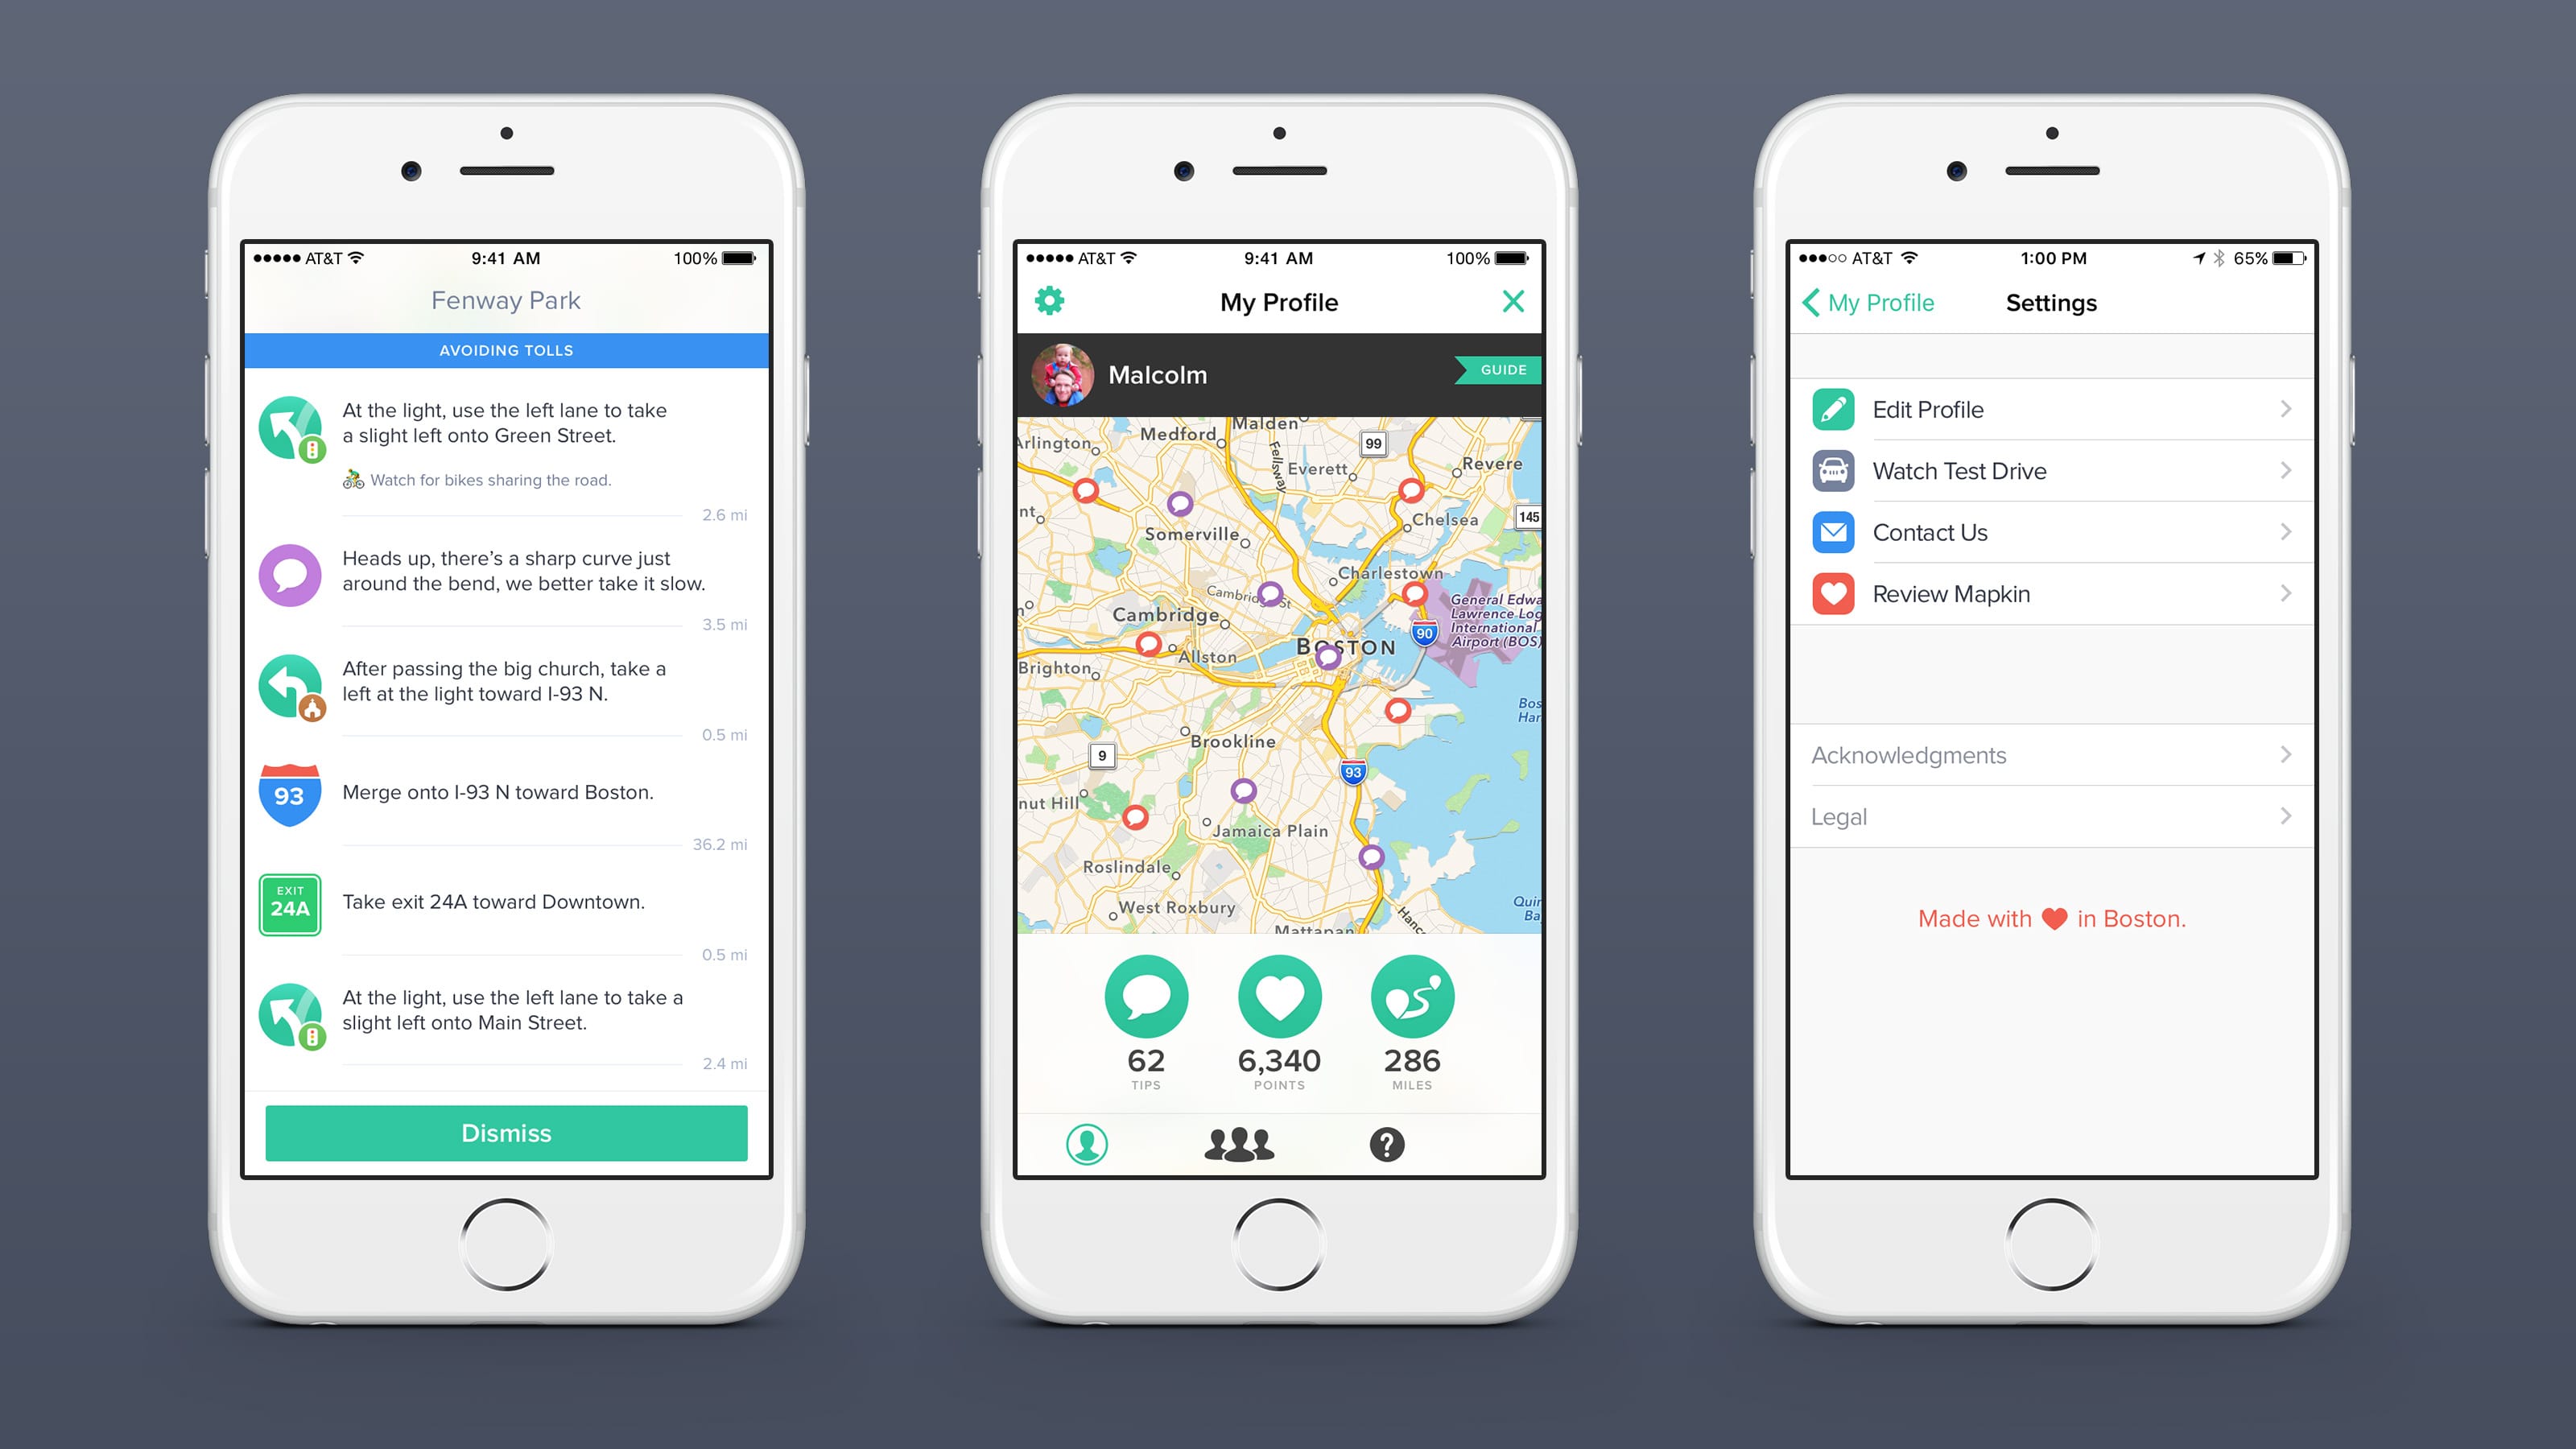 AT&T
9:41 AM
100%
Fenway Park
AVOIDING TOLLS
At the light, use the left lane to take
a slight left onto Green Street.
Watch for bikes sharing the road.
2.6 mi
Heads up, there’s a sharp curve just
around the bend, we better take it slow.
3.5 mi
After passing the big church, take a
left at the light toward I-93 N.
0.5 mi
93
Merge onto I-93 N toward Boston.
36.2 mi
EXIT
24A
Take exit 24A toward Downtown.
0.5 mi
At the light, use the left lane to take a
slight left onto Main Street.
2.4 mi
Dismiss
AT&T
9:41 AM
100%
My Profile
Malcolm
GUIDE
Malden
Medford
Arlington
99
Fellsway
Everett
Revere
nt
145
Chelsea
Somerville
Charlestown
Cambridge
General Edwa
Lawrence Log
International
Airport (BOS)
90
BOSTON
Allston
Brighton
Bos
Har
Brookline
9
93
nut Hill
Jamaica Plain
Roslindale
West Roxbury
Quin
Ba
Hanc
Mattapan
62
TIPS
6,340
POINTS
286
MILES
?
AT&T
1:00 PM
65%
My Profile
Settings
Edit Profile
Watch Test Drive
Contact Us
Review Mapkin
Acknowledgments
Legal
Made with ❤ in Boston.